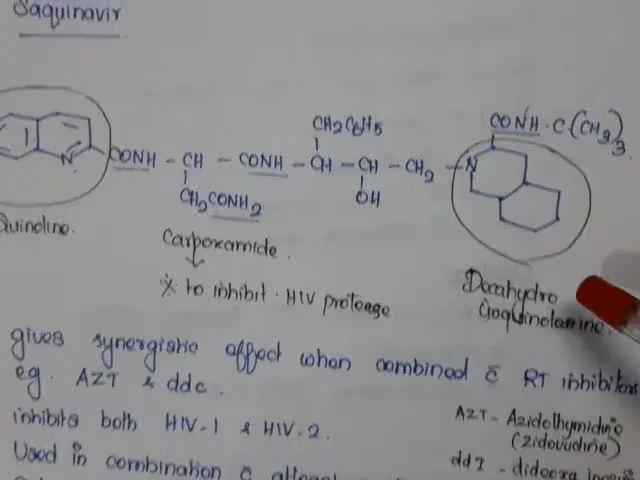 Saquinavir
CH2C6H5
CONH · C(CH3)3
N
CONH - CH - CONH - CH - CH - CH2 - N
CH2CONH2
OH
Quinoline.
Carpoxamide.
※ to inhibit · HIV protease
Decahydro
gives synergistic effect when combined c̄ RT inhibitors
eg. AZT & ddc.
inhibits both HIV-1 & HIV-2.
AZT - Azidothymidine
(zidovudine)
Used in combination c̄
ddI - dideoxy